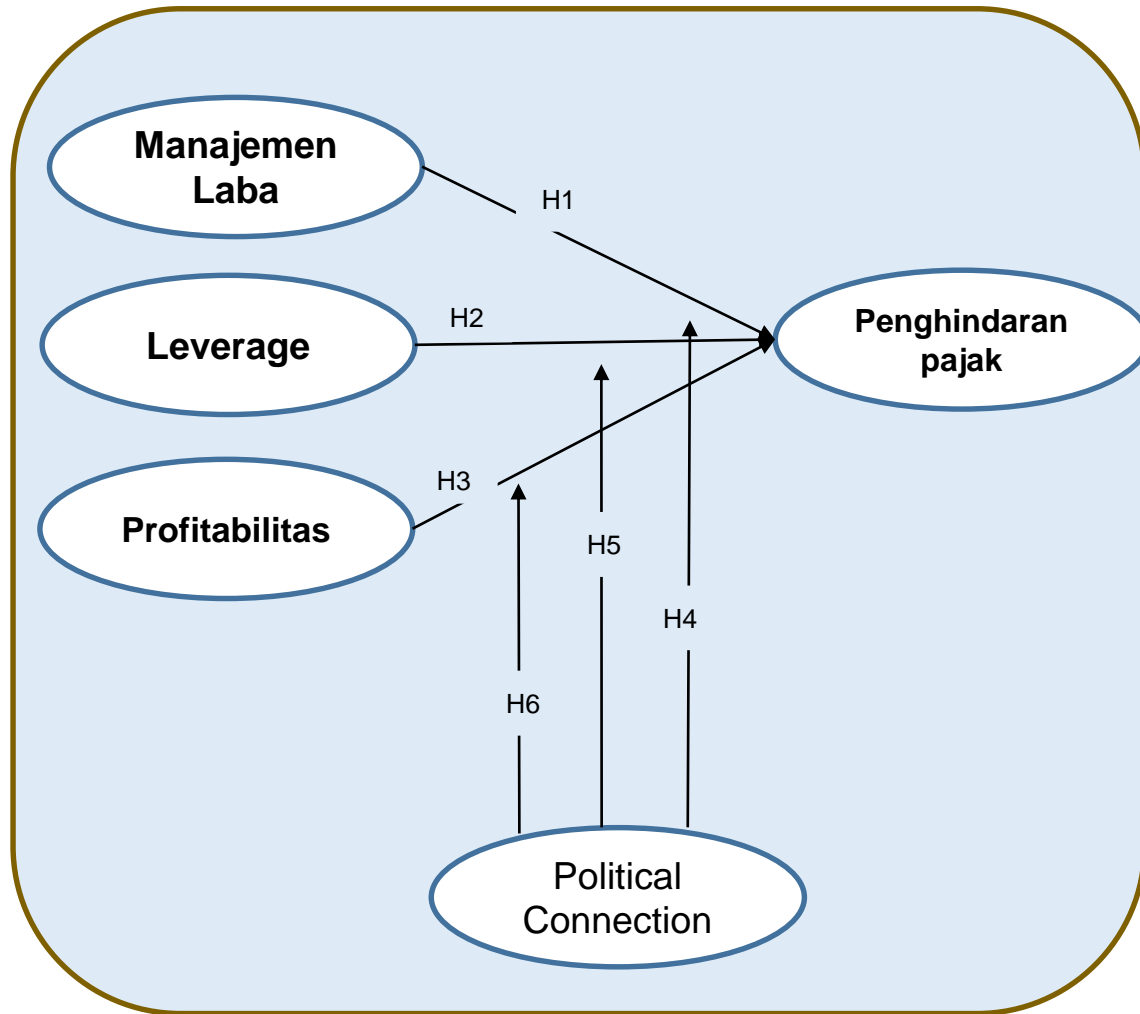 Manajemen
Laba
H1
Leverage
H2
Penghindaran
pajak
Profitabilitas
H3
H5
H4
H6
Political
Connection